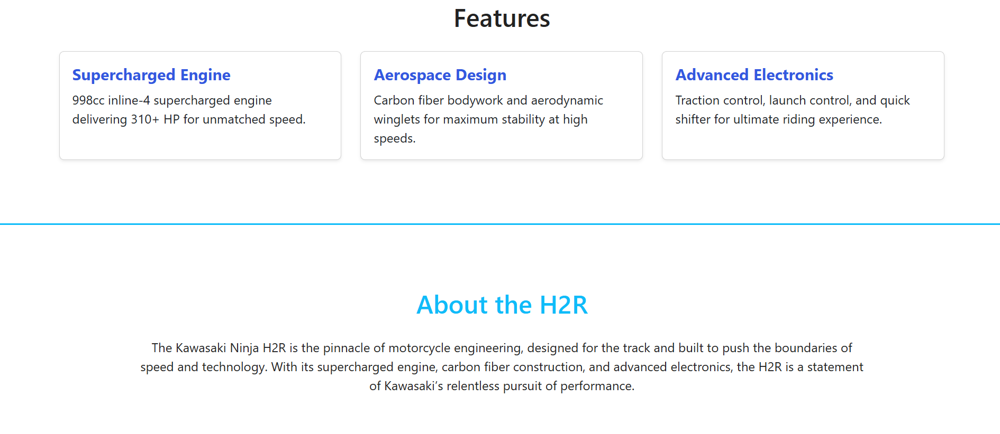 Features
Supercharged Engine
998cc inline-4 supercharged engine
delivering 310+ HP for unmatched speed.
Aerospace Design
Carbon fiber bodywork and aerodynamic
winglets for maximum stability at high
speeds.
Advanced Electronics
Traction control, launch control, and quick
shifter for ultimate riding experience.
About the H2R
The Kawasaki Ninja H2R is the pinnacle of motorcycle engineering, designed for the track and built to push the boundaries of
speed and technology. With its supercharged engine, carbon fiber construction, and advanced electronics, the H2R is a statement
of Kawasaki’s relentless pursuit of performance.